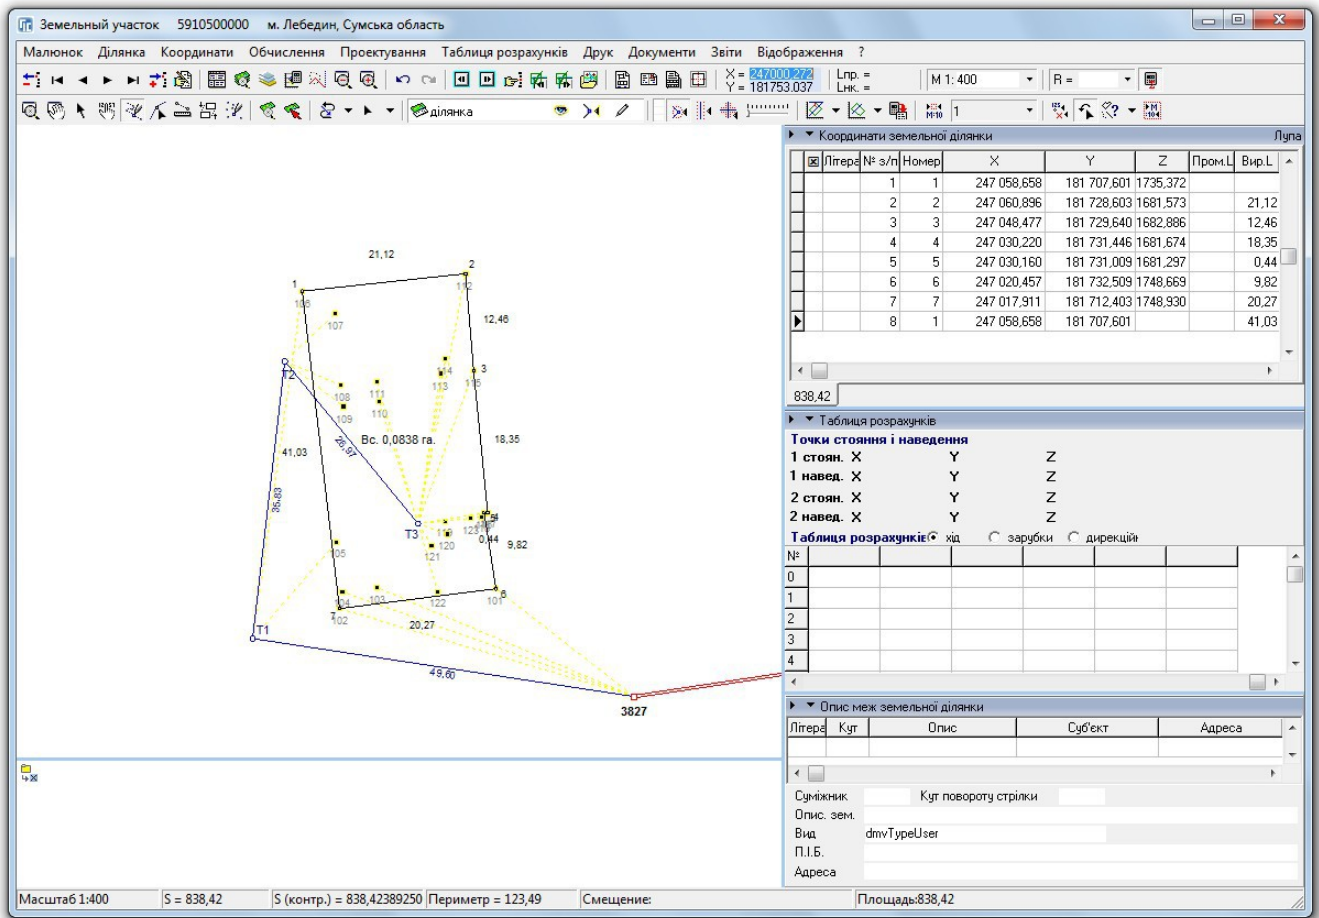 Земельный участок 5910500000 м. Лебедин, Сумська область
Малюнок Ділянка Координати Обчислення Проектування Таблиця розрахунків Друк Документи Звіти Відображення ?
X = 247000,272 Lпр. =
Y = 181753.037 Lнк. =
M 1: 400 R =
ділянка
M:10 1
Координати земельної ділянки Лупа
Літера № з/п Номер X Y Z Пром.L Вир.L
1 1 247 058,658 181 707,601 1735,372
2 2 247 060,896 181 728,603 1681,573 21,12
3 3 247 048,477 181 729,640 1682,886 12,46
4 4 247 030,220 181 731,446 1681,674 18,35
5 5 247 030,160 181 731,009 1681,297 0,44
6 6 247 020,457 181 732,509 1748,669 9,82
7 7 247 017,911 181 712,403 1748,930 20,27
8 1 247 058,658 181 707,601 41,03
838,42
Таблиця розрахунків
Точки стояння і наведення
1 стоян. X Y Z
1 навед. X Y Z
2 стоян. X Y Z
2 навед. X Y Z
Таблиця розрахунків хід зарубки дирекційн
№
0
1
2
3
4
Опис меж земельної ділянки
Літера Кут Опис Суб'єкт Адреса
Суміжник Кут повороту стрілки
Опис. зем.
Вид dmvTypeUser
П.І.Б.
Адреса
21,12
2
1
112
106
107
12,46
T2
114
3
113
115
108
111
109
110
26,97
Вс. 0,0838 га.
18,35
41,03
35,83
T3
119
123
4
120
0,44
9,82
121
105
104
103
122
101
6
7
102
20,27
T1
49,60
3827
Масштаб 1:400 S = 838,42 S (контр.) = 838,42389250 Периметр = 123,49 Смещение: Площадь:838,42